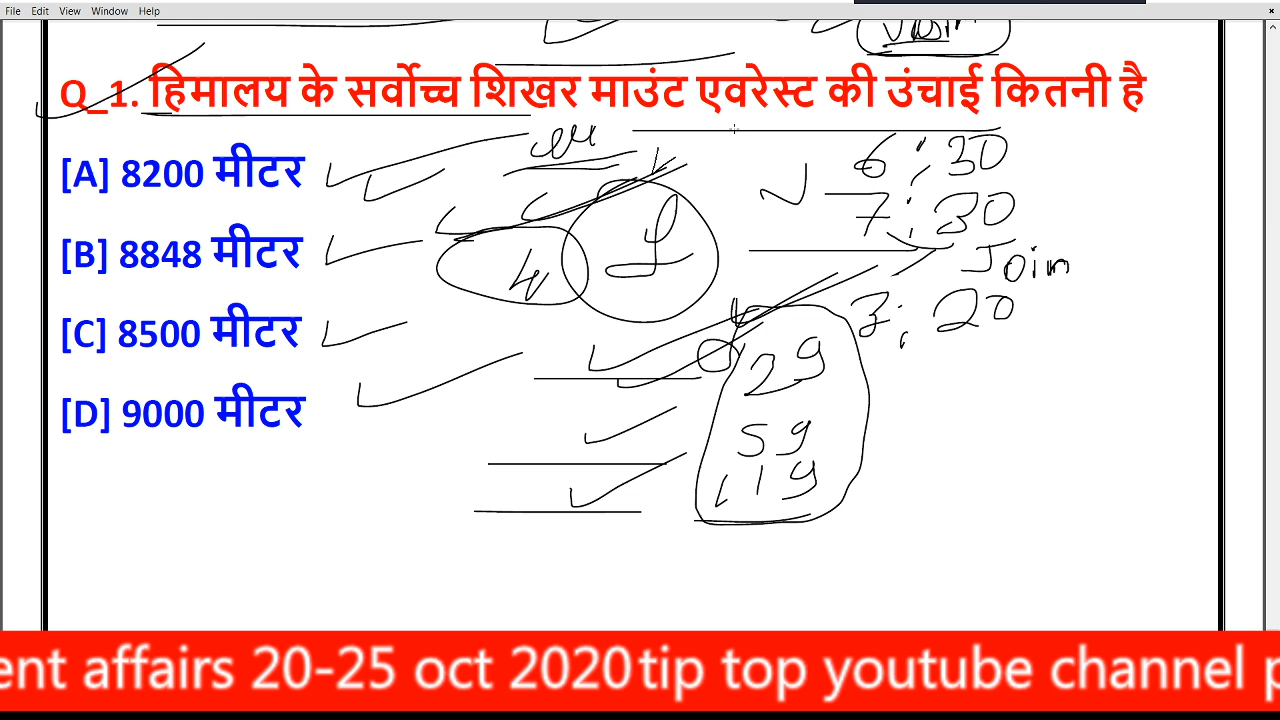 File Edit View Window Help
Q_1. हिमालय के सर्वोच्च शिखर माउंट एवरेस्ट की उंचाई कितनी है
[A] 8200 मीटर
[B] 8848 मीटर
[C] 8500 मीटर
[D] 9000 मीटर
6:30
7:30
Join
7:20
29
59
119
ent affairs 20-25 oct 2020 tip top youtube channel p